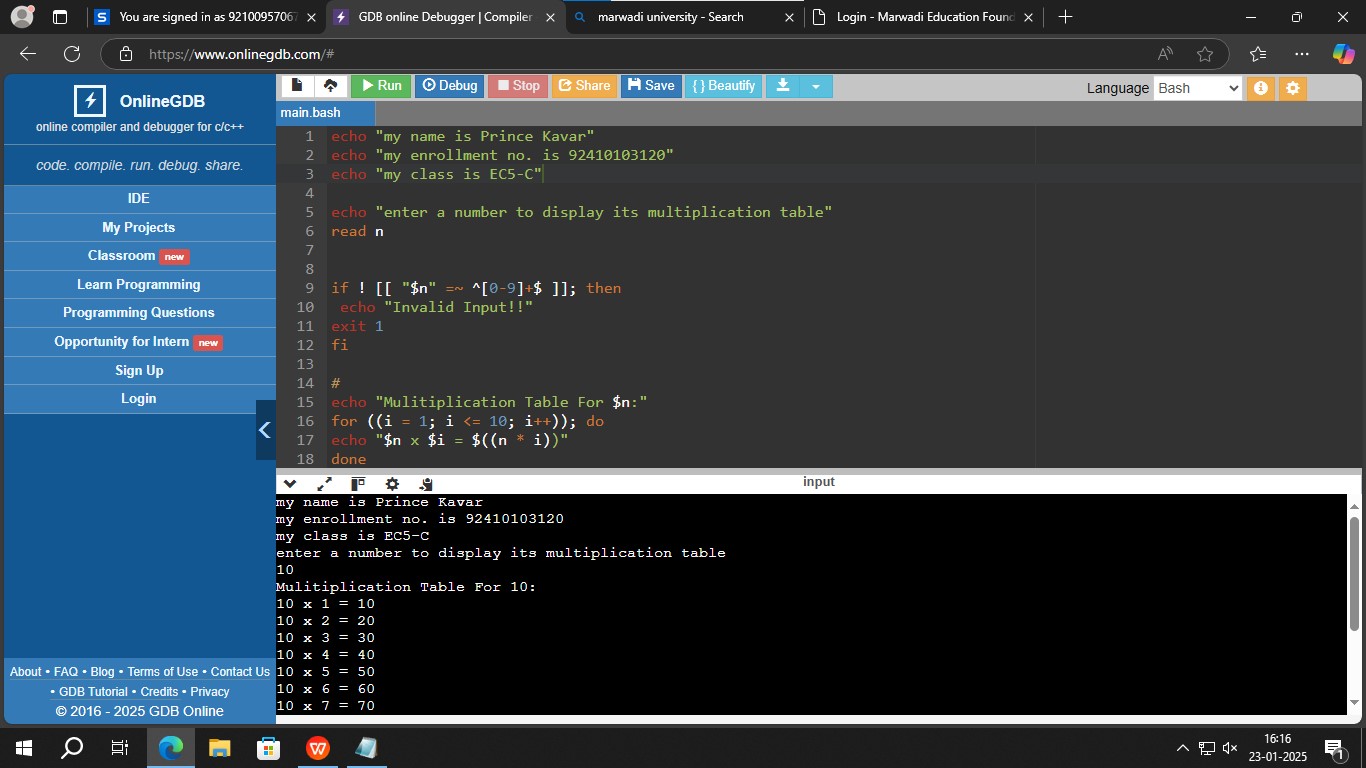 You are signed in as 92100957067
GDB online Debugger | Compiler
marwadi university - Search
Login - Marwadi Education Found
https://www.onlinegdb.com/#
OnlineGDB
online compiler and debugger for c/c++
code. compile. run. debug. share.
IDE
My Projects
Classroom new
Learn Programming
Programming Questions
Opportunity for Intern new
Sign Up
Login
About • FAQ • Blog • Terms of Use • Contact Us
• GDB Tutorial • Credits • Privacy
© 2016 - 2025 GDB Online
Run Debug Stop Share Save { } Beautify Language Bash
main.bash
1 echo "my name is Prince Kavar"
2 echo "my enrollment no. is 92410103120"
3 echo "my class is EC5-C"
4
5 echo "enter a number to display its multiplication table"
6 read n
7
8
9 if ! [[ "$n" =~ ^[0-9]+$ ]]; then
10 echo "Invalid Input!!"
11 exit 1
12 fi
13
14 #
15 echo "Mulitiplication Table For $n:"
16 for ((i = 1; i <= 10; i++)); do
17 echo "$n x $i = $((n * i))"
18 done
input
my name is Prince Kavar
my enrollment no. is 92410103120
my class is EC5-C
enter a number to display its multiplication table
10
Mulitiplication Table For 10:
10 x 1 = 10
10 x 2 = 20
10 x 3 = 30
10 x 4 = 40
10 x 5 = 50
10 x 6 = 60
10 x 7 = 70
16:16
23-01-2025
1